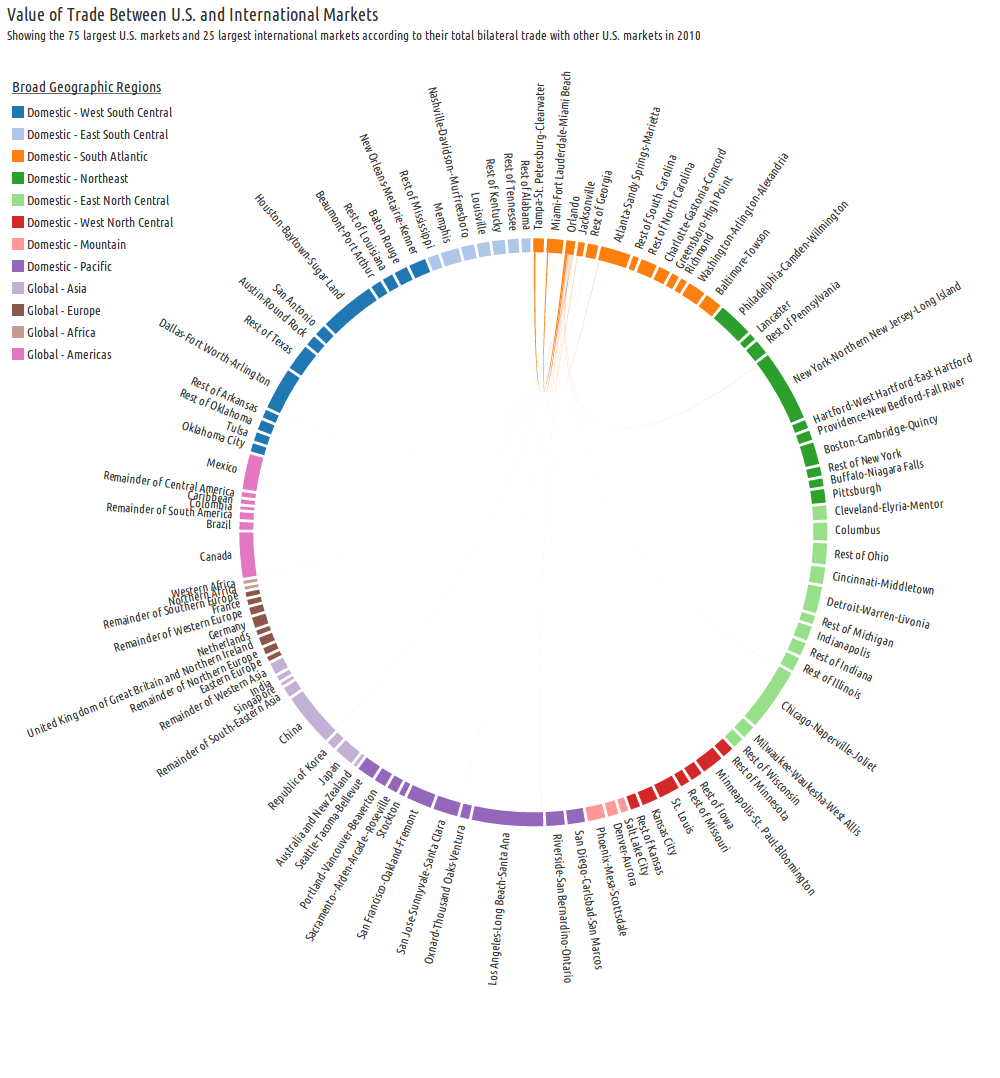 Value of Trade Between U.S. and International Markets
Showing the 75 largest U.S. markets and 25 largest international markets according to their total bilateral trade with other U.S. markets in 2010
Broad Geographic Regions
Domestic - West South Central
Domestic - East South Central
Domestic - South Atlantic
Domestic - Northeast
Domestic - East North Central
Domestic - West North Central
Domestic - Mountain
Domestic - Pacific
Global - Asia
Global - Europe
Global - Africa
Global - Americas
Tampa-St. Petersburg-Clearwater
Miami-Fort Lauderdale-Miami Beach
Orlando
Jacksonville
Rest of Georgia
Atlanta-Sandy Springs-Marietta
Rest of South Carolina
Rest of North Carolina
Charlotte-Gastonia-Concord
Greensboro-High Point
Richmond
Washington-Arlington-Alexandria
Baltimore-Towson
Philadelphia-Camden-Wilmington
Lancaster
Rest of Pennsylvania
New York-Northern New Jersey-Long Island
Hartford-West Hartford-East Hartford
Providence-New Bedford-Fall River
Boston-Cambridge-Quincy
Rest of New York
Buffalo-Niagara Falls
Pittsburgh
Cleveland-Elyria-Mentor
Columbus
Rest of Ohio
Cincinnati-Middletown
Detroit-Warren-Livonia
Rest of Michigan
Indianapolis
Rest of Indiana
Rest of Illinois
Chicago-Naperville-Joliet
Milwaukee-Waukesha-West Allis
Rest of Wisconsin
Rest of Minnesota
Minneapolis-St. Paul-Bloomington
Rest of Iowa
Rest of Missouri
St. Louis
Kansas City
Rest of Kansas
Salt Lake City
Denver-Aurora
Phoenix-Mesa-Scottsdale
San Diego-Carlsbad-San Marcos
Riverside-San Bernardino-Ontario
Los Angeles-Long Beach-Santa Ana
Oxnard-Thousand Oaks-Ventura
San Jose-Sunnyvale-Santa Clara
San Francisco-Oakland-Fremont
Stockton
Sacramento--Arden-Arcade--Roseville
Portland-Vancouver-Beaverton
Seattle-Tacoma-Bellevue
Australia and New Zealand
Japan
Republic of Korea
China
Remainder of South-Eastern Asia
Singapore
India
Remainder of Western Asia
Eastern Europe
Remainder of Northern Europe
United Kingdom of Great Britain and Northern Ireland
Netherlands
Germany
Remainder of Western Europe
France
Remainder of Southern Europe
Northern Africa
Western Africa
Canada
Brazil
Remainder of South America
Colombia
Caribbean
Remainder of Central America
Mexico
Oklahoma City
Tulsa
Rest of Oklahoma
Rest of Arkansas
Dallas-Fort Worth-Arlington
Rest of Texas
Austin-Round Rock
San Antonio
Houston-Baytown-Sugar Land
Beaumont-Port Arthur
Rest of Louisiana
Baton Rouge
New Orleans-Metairie-Kenner
Rest of Mississippi
Memphis
Nashville-Davidson--Murfreesboro
Louisville
Rest of Kentucky
Rest of Tennessee
Rest of Alabama